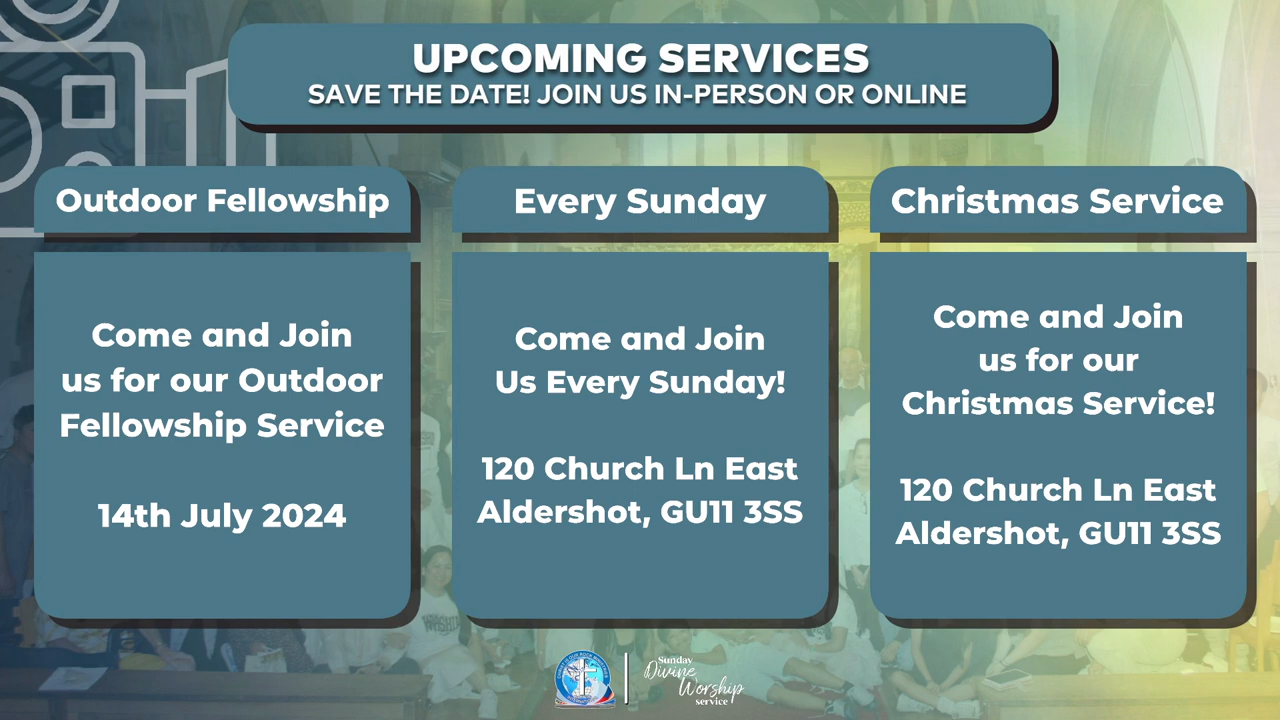 UPCOMING SERVICES
SAVE THE DATE! JOIN US IN-PERSON OR ONLINE
Outdoor Fellowship
Come and Join
us for our Outdoor
Fellowship Service
14th July 2024
Every Sunday
Come and Join
Us Every Sunday!
120 Church Ln East
Aldershot, GU11 3SS
Christmas Service
Come and Join
us for our
Christmas Service!
120 Church Ln East
Aldershot, GU11 3SS
Sunday
Divine
Worship
service